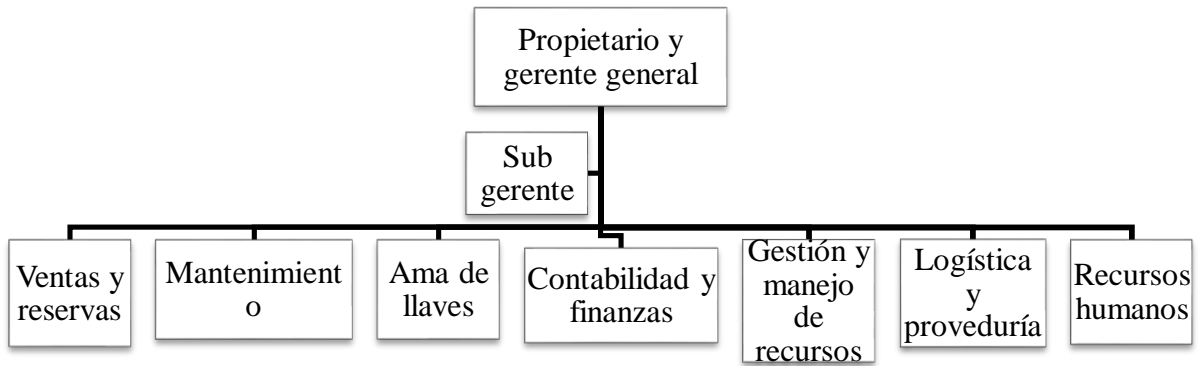 Propietario y
gerente general
Sub
gerente
Ventas y
reservas
Mantenimient
o
Ama de
llaves
Contabilidad y
finanzas
Gestión y
manejo
de
recursos
Logística
y
proveduría
Recursos
humanos